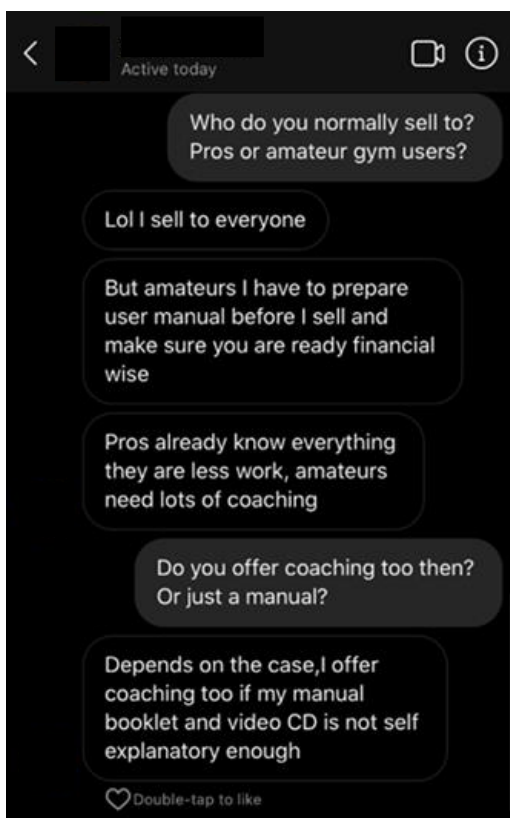 Active today
Who do you normally sell to?
Pros or amateur gym users?
Lol I sell to everyone
But amateurs I have to prepare
user manual before I sell and
make sure you are ready financial
wise
Pros already know everything
they are less work, amateurs
need lots of coaching
Do you offer coaching too then?
Or just a manual?
Depends on the case,I offer
coaching too if my manual
booklet and video CD is not self
explanatory enough
Double-tap to like